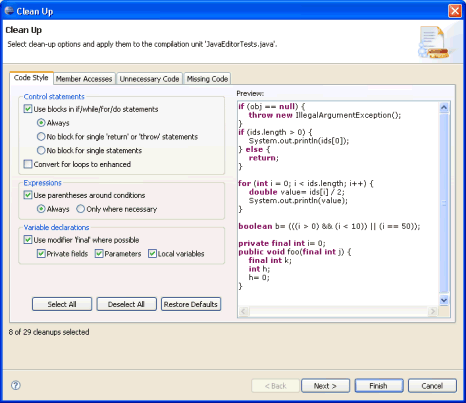 Clean Up
Clean Up
Select clean-up options and apply them to the compilation unit 'JavaEditorTests.java'.
Code Style
Member Accesses
Unnecessary Code
Missing Code
Control statements
Use blocks in if/while/for/do statements
Always
No block for single 'return' or 'throw' statements
No block for single statements
Convert for loops to enhanced
Expressions
Use parentheses around conditions
Always
Only where necessary
Variable declarations
Use modifier 'final' where possible
Private fields
Parameters
Local variables
Select All
Deselect All
Restore Defaults
Preview:
if (obj == null) {
throw new IllegalArgumentException();
}
if (ids.length > 0) {
System.out.println(ids[0]);
} else {
return;
}
for (int i = 0; i < ids.length; i++) {
double value= ids[i] / 2;
System.out.println(value);
}
boolean b= (((i > 0) && (i < 10)) || (i == 50));
private final int i= 0;
public void foo(final int j) {
final int k;
int h;
h= 0;
}
8 of 29 cleanups selected
?
< Back
Next >
Finish
Cancel